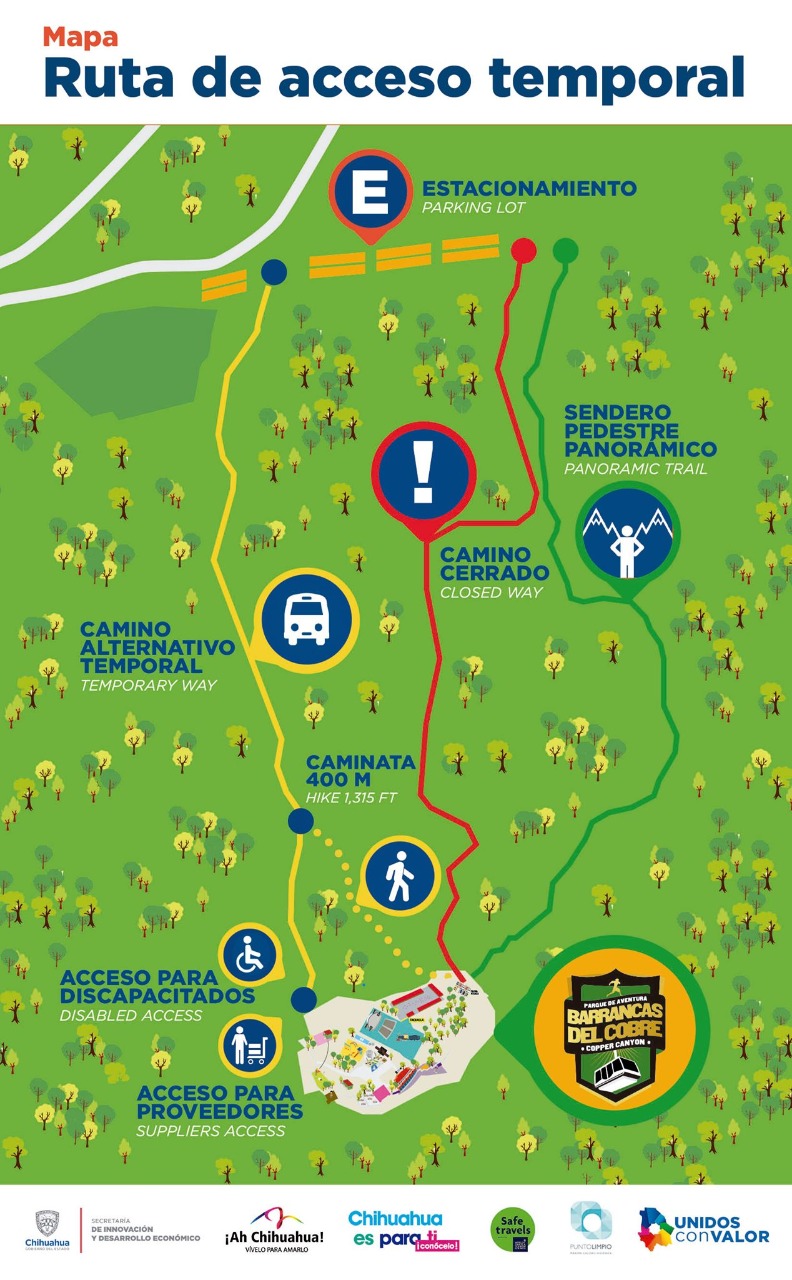 Mapa
Ruta de acceso temporal
E
ESTACIONAMIENTO
PARKING LOT
SENDERO
PEDESTRE
PANORÁMICO
PANORAMIC TRAIL
!
CAMINO
CERRADO
CLOSED WAY
CAMINO
ALTERNATIVO
TEMPORAL
TEMPORARY WAY
CAMINATA
400 M
HIKE 1,315 FT
ACCESO PARA
DISCAPACITADOS
DISABLED ACCESS
ACCESO PARA
PROVEEDORES
SUPPLIERS ACCESS
PARQUE DE AVENTURA
BARRANCAS
DEL COBRE
• COPPER CANYON •
Chihuahua
GOBIERNO DEL ESTADO
SECRETARÍA
DE INNOVACIÓN
Y DESARROLLO ECONÓMICO
¡Ah Chihuahua!
VÍVELO PARA AMARLO
Chihuahua
es para ti
¡conócelo!
Safe
travels
PUNTO LIMPIO
UNIDOS
conVALOR